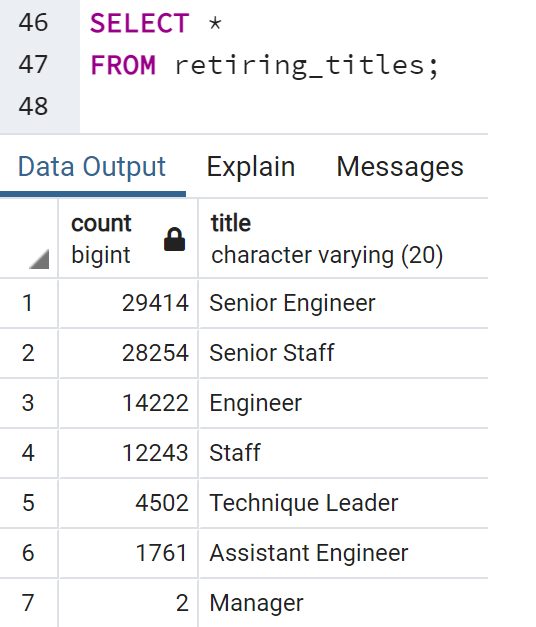 46 SELECT *
47 FROM retiring_titles;
48
Data Output Explain Messages
count title
bigint character varying (20)
1 29414 Senior Engineer
2 28254 Senior Staff
3 14222 Engineer
4 12243 Staff
5 4502 Technique Leader
6 1761 Assistant Engineer
7 2 Manager